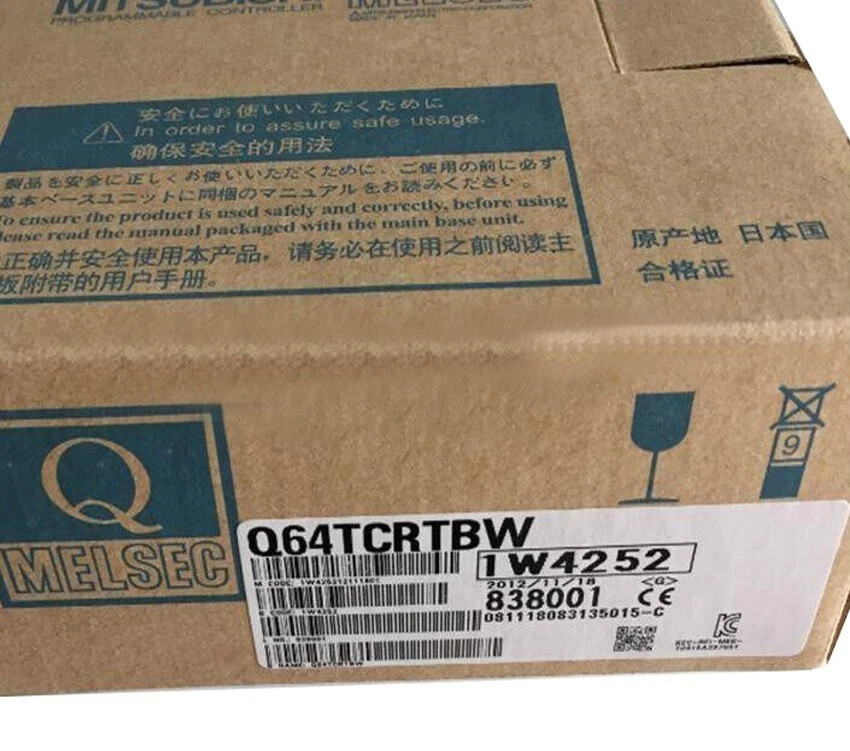 PROGRAMMABLE CONTROLLER
安全にお使いいただくために
In order to assure safe usage.
确保安全的用法
製品を安全に正しくお使いいただくために、ご使用の前に必ず
基本ベースユニットに同梱のマニュアルをお読みください。
To ensure the product is used safely and correctly, before using
please read the manual packaged with the main base unit.
正确并安全使用本产品，请务必在使用之前阅读主
板附带的用户手册。
原产地 日本国
合格证
9
Q
MELSEC
Q64TCRTBW
1W4252
2012/11/18 <G>
838001 CE
081118083135015-C
1W4252
838001
NAME: Q64TCRTBW